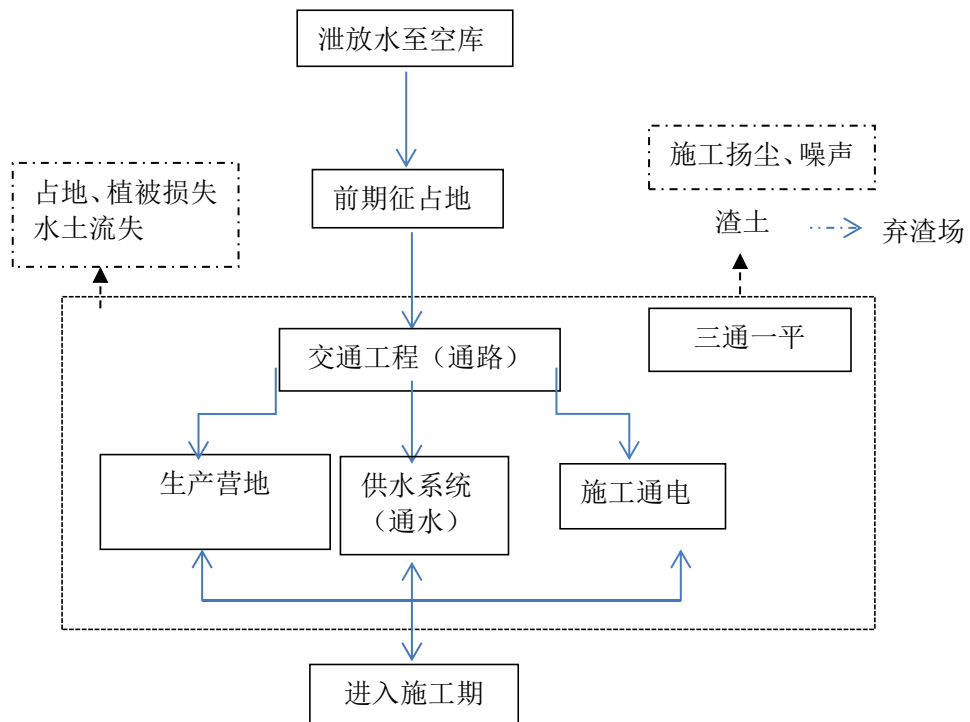 泄放水至空库
施工扬尘、噪声
占地、植被损失
水土流失
前期征占地
渣土
弃渣场
三通一平
交通工程（通路）
生产营地
供水系统
（通水）
施工通电
进入施工期